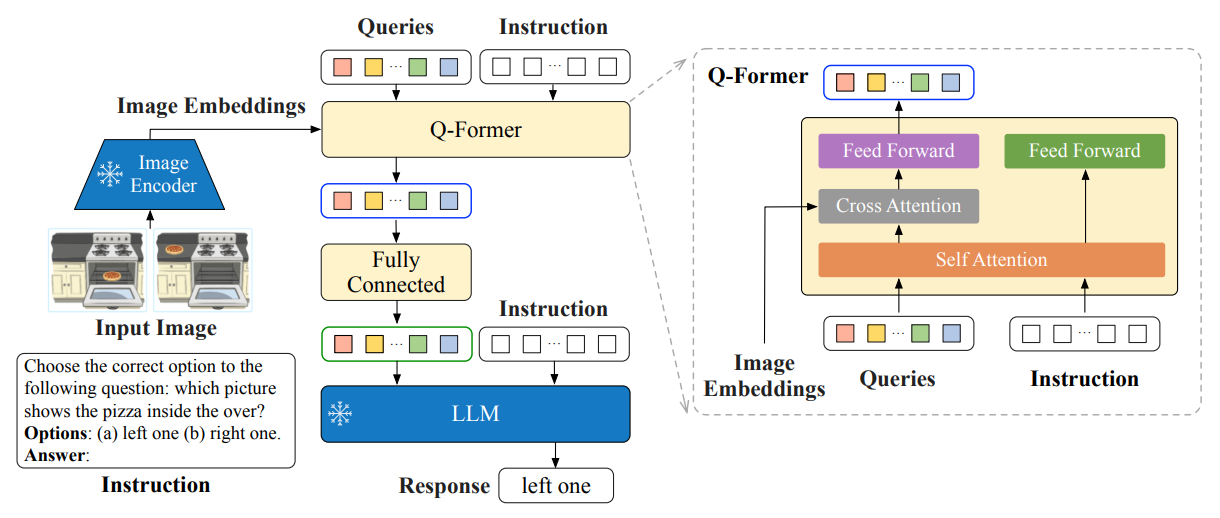 Queries
Instruction
...
Image Embeddings
Q-Former
Image
Encoder
...
Input Image
Fully
Connected
Instruction
...
Choose the correct option to the
following question: which picture
shows the pizza inside the over?
Options: (a) left one (b) right one.
Answer:
Instruction
LLM
Response
left one
Q-Former
...
Feed Forward
Feed Forward
Cross Attention
Self Attention
...
Image
Embeddings
Queries
Instruction